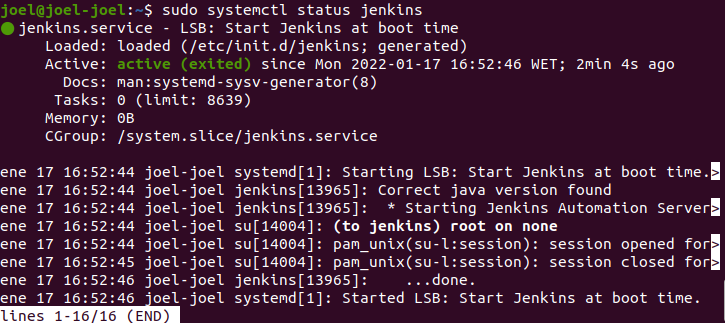 joel@joel-joel:~$ sudo systemctl status jenkins
● jenkins.service - LSB: Start Jenkins at boot time
Loaded: loaded (/etc/init.d/jenkins; generated)
Active: active (exited) since Mon 2022-01-17 16:52:46 WET; 2min 4s ago
Docs: man:systemd-sysv-generator(8)
Tasks: 0 (limit: 8639)
Memory: 0B
CGroup: /system.slice/jenkins.service
ene 17 16:52:44 joel-joel systemd[1]: Starting LSB: Start Jenkins at boot time.>
ene 17 16:52:44 joel-joel jenkins[13965]: Correct java version found
ene 17 16:52:44 joel-joel jenkins[13965]:  * Starting Jenkins Automation Server>
ene 17 16:52:44 joel-joel su[14004]: (to jenkins) root on none
ene 17 16:52:44 joel-joel su[14004]: pam_unix(su-l:session): session opened for>
ene 17 16:52:45 joel-joel su[14004]: pam_unix(su-l:session): session closed for>
ene 17 16:52:46 joel-joel jenkins[13965]:    ...done.
ene 17 16:52:46 joel-joel systemd[1]: Started LSB: Start Jenkins at boot time.
lines 1-16/16 (END)